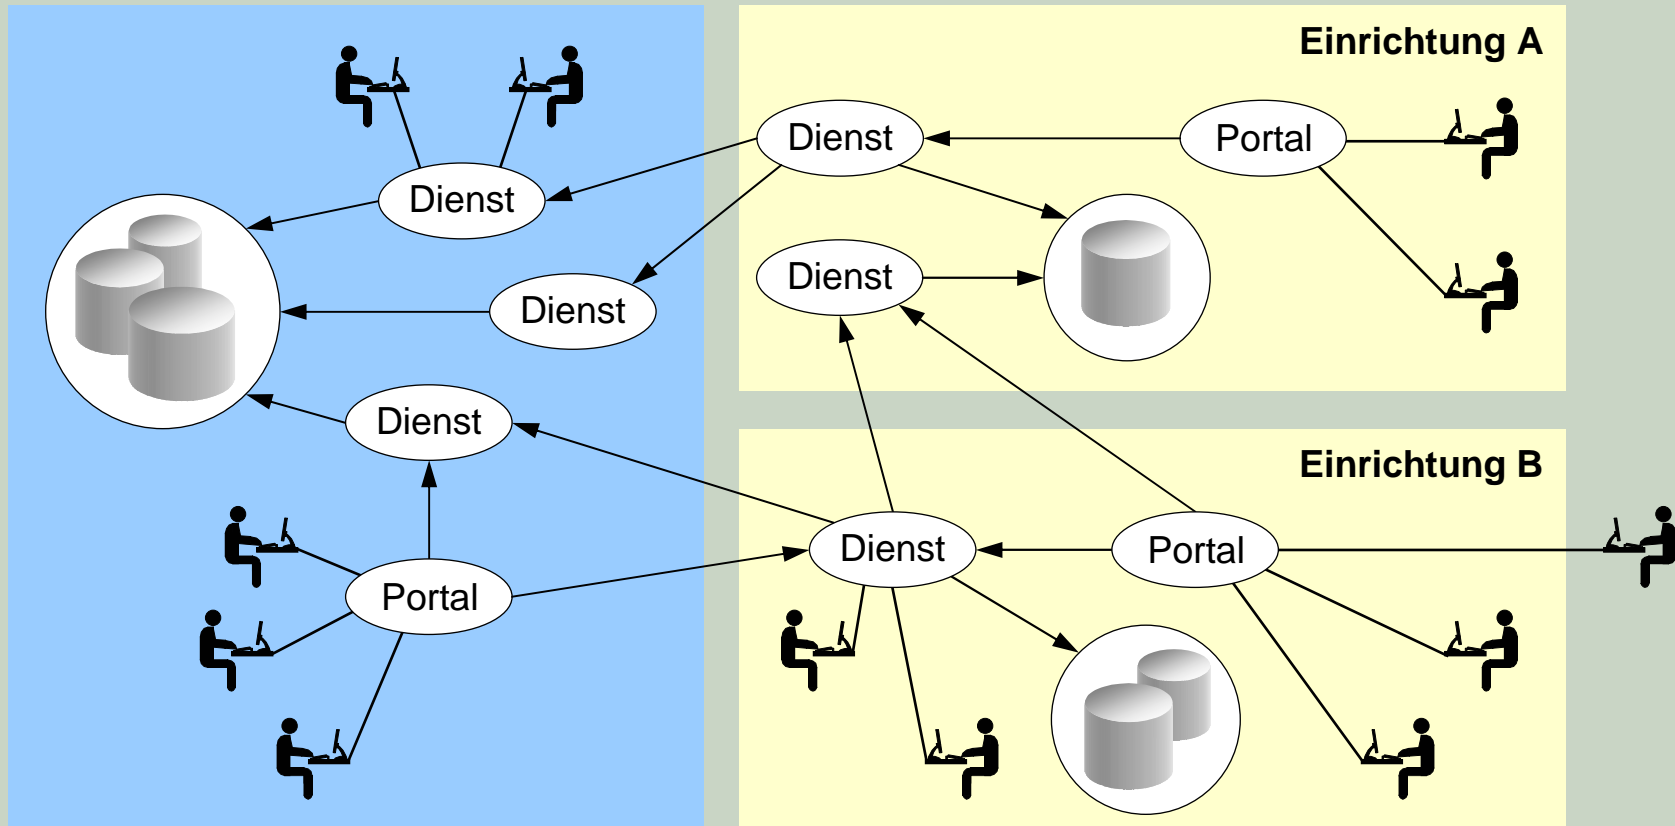 Einrichtung A
Dienst
Portal
Dienst
Dienst
Dienst
Dienst
Einrichtung B
Dienst
Portal
Portal